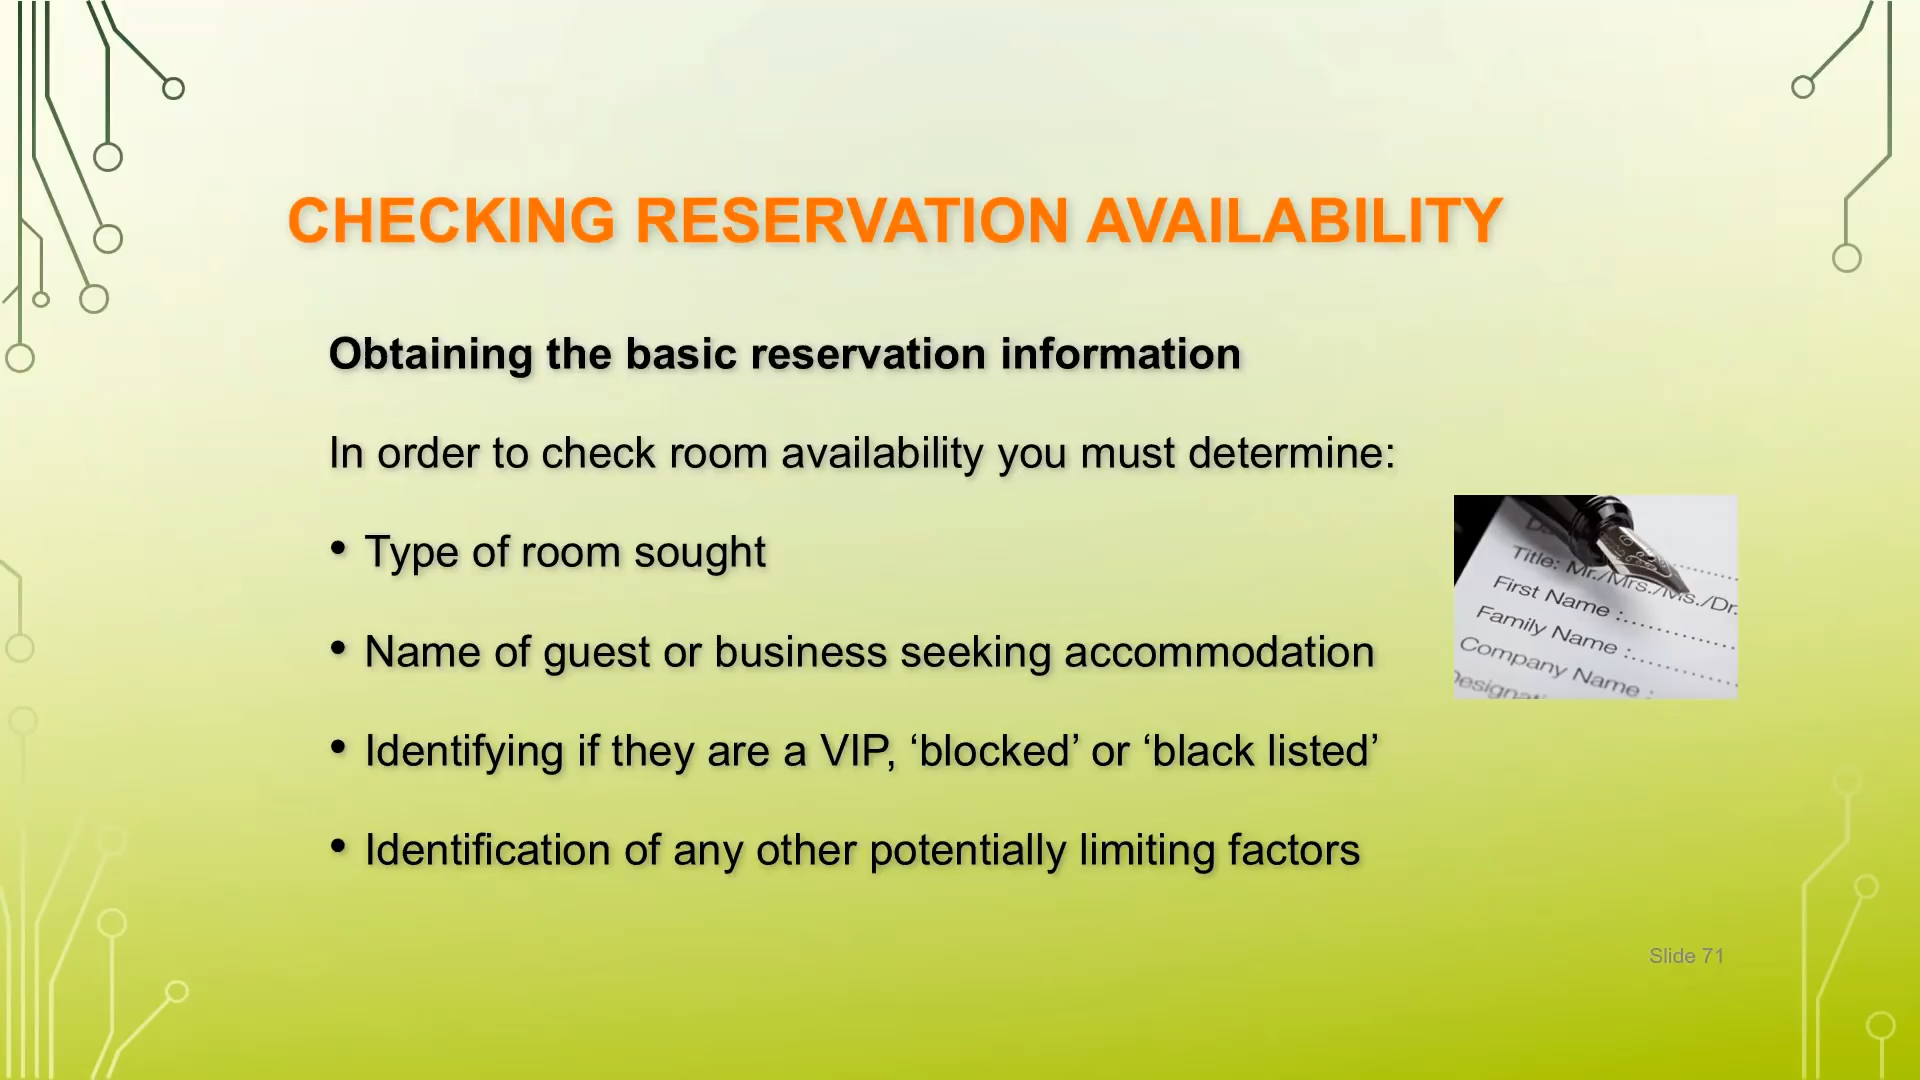 CHECKING RESERVATION AVAILABILITY
Obtaining the basic reservation information
In order to check room availability you must determine:
• Type of room sought
• Name of guest or business seeking accommodation
• Identifying if they are a VIP, ‘blocked’ or ‘black listed’
• Identification of any other potentially limiting factors
Title: Mr./Mrs./Ms./Dr.
First Name :..............
Family Name :..............
Company Name :
Slide 71